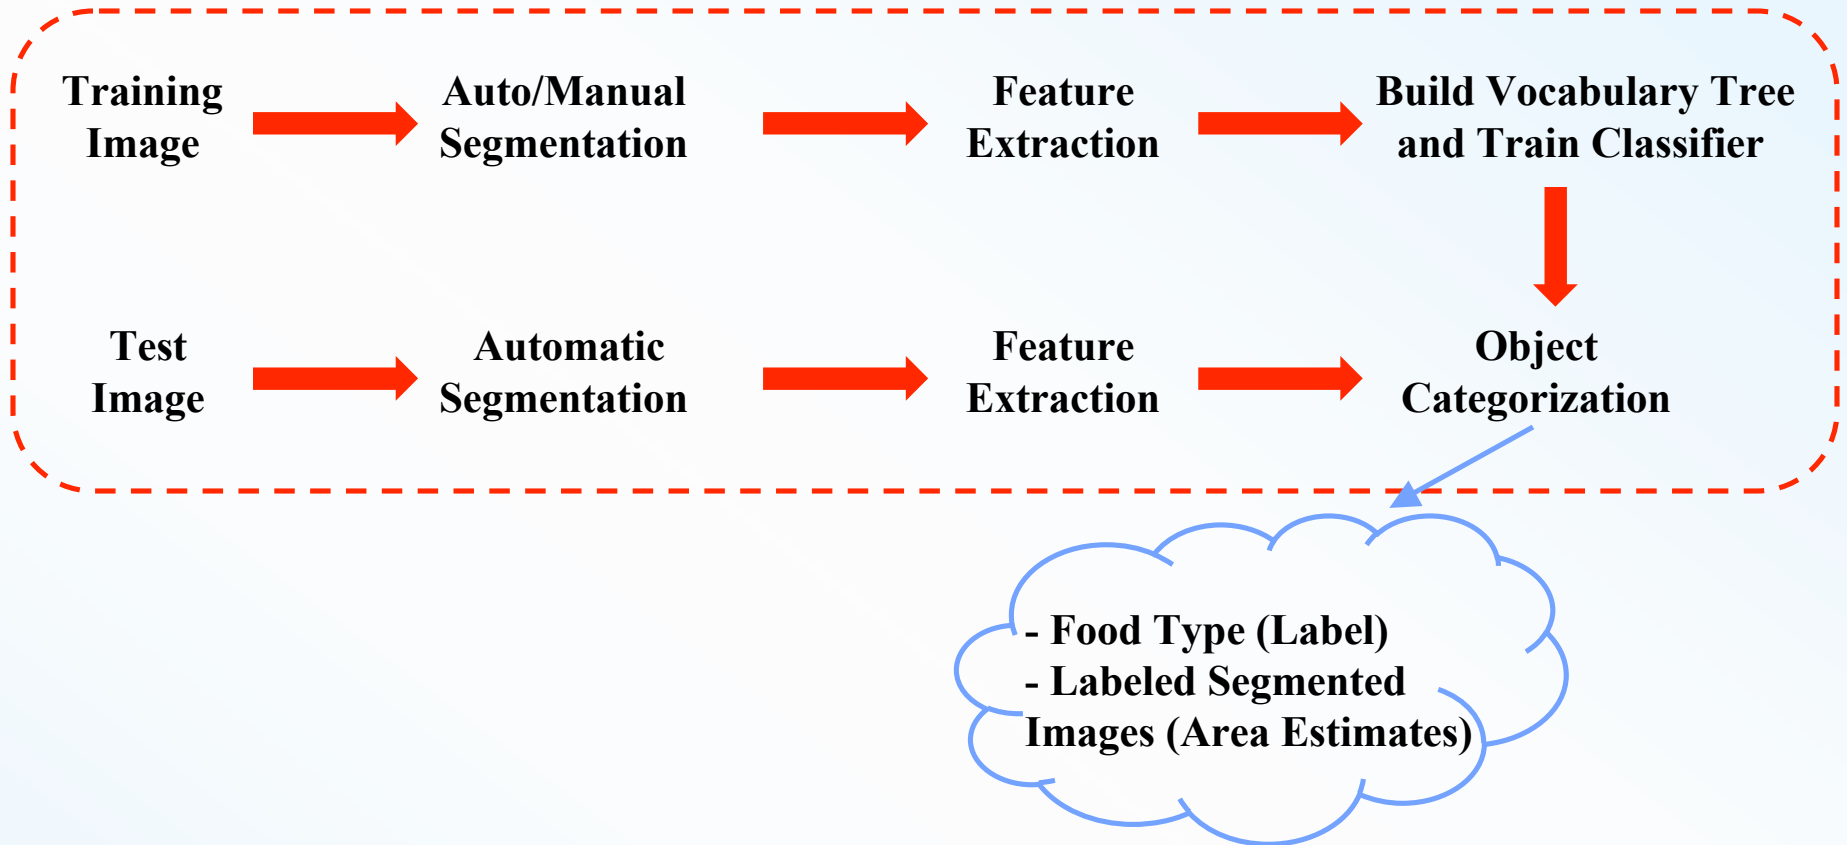 Training
Image
Auto/Manual
Segmentation
Feature
Extraction
Build Vocabulary Tree
and Train Classifier
Test
Image
Automatic
Segmentation
Feature
Extraction
Object
Categorization
- Food Type (Label)
- Labeled Segmented
Images (Area Estimates)